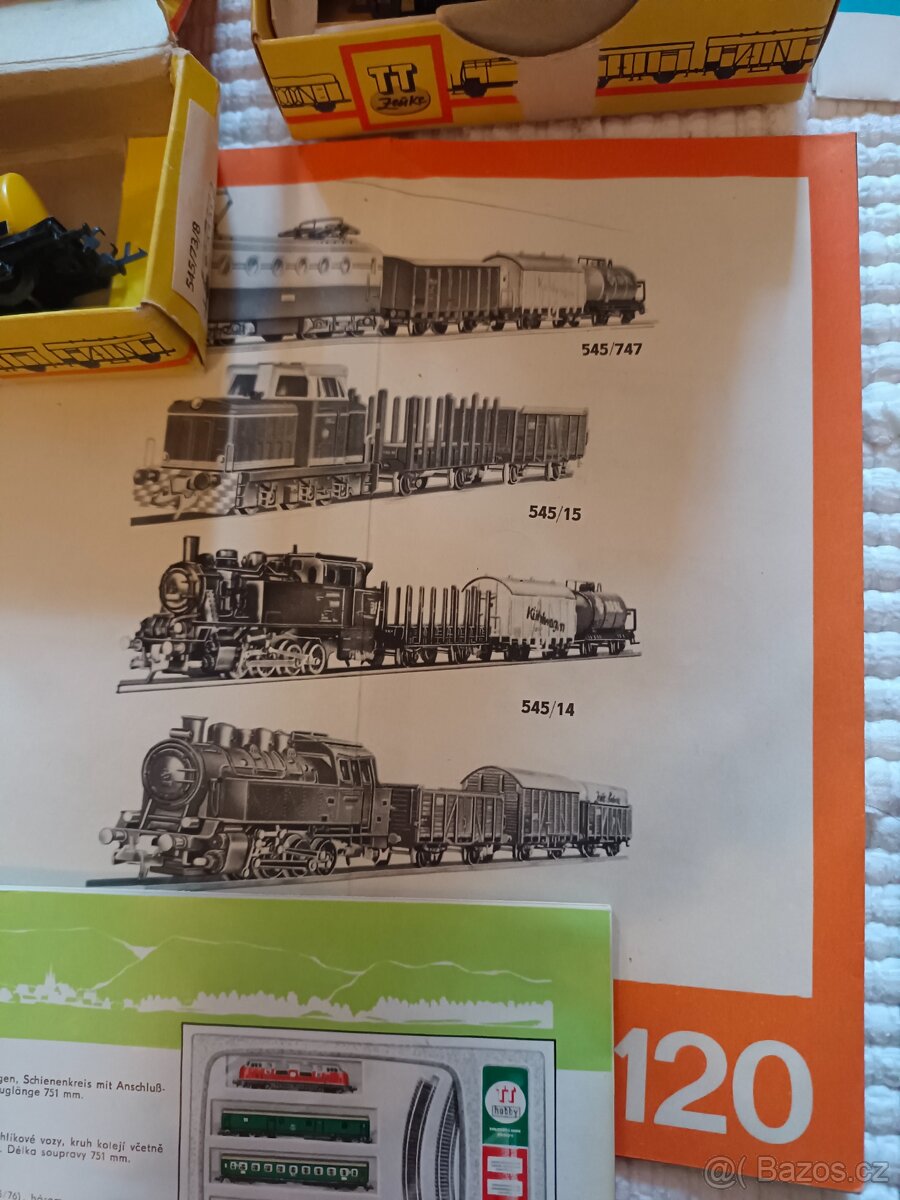 TT
Zeuke
545/73/8
545/747
545/15
Kühlwagen
545/14
120
gen, Schienenkreis mit Anschluß-
uglänge 751 mm.
hlíkové vozy, kruh kolejí včetně
. Délka soupravy 751 mm.
TT
hobby
@( Bazos.cz